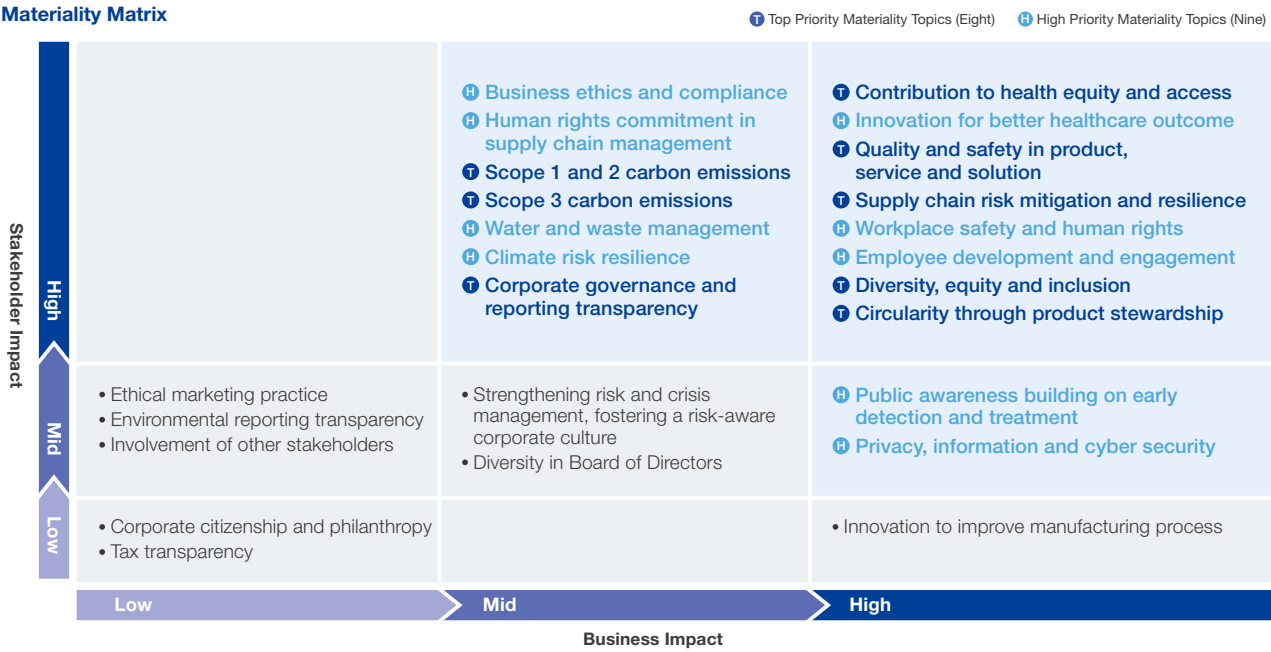 Materiality Matrix
T Top Priority Materiality Topics (Eight)
H High Priority Materiality Topics (Nine)
Stakeholder Impact
High
Mid
Low
H Business ethics and compliance
H Human rights commitment in
supply chain management
T Scope 1 and 2 carbon emissions
T Scope 3 carbon emissions
H Water and waste management
H Climate risk resilience
T Corporate governance and
reporting transparency
T Contribution to health equity and access
H Innovation for better healthcare outcome
T Quality and safety in product,
service and solution
T Supply chain risk mitigation and resilience
H Workplace safety and human rights
H Employee development and engagement
T Diversity, equity and inclusion
T Circularity through product stewardship
• Ethical marketing practice
• Environmental reporting transparency
• Involvement of other stakeholders
• Strengthening risk and crisis
management, fostering a risk-aware
corporate culture
• Diversity in Board of Directors
H Public awareness building on early
detection and treatment
H Privacy, information and cyber security
• Corporate citizenship and philanthropy
• Tax transparency
• Innovation to improve manufacturing process
Low
Mid
High
Business Impact